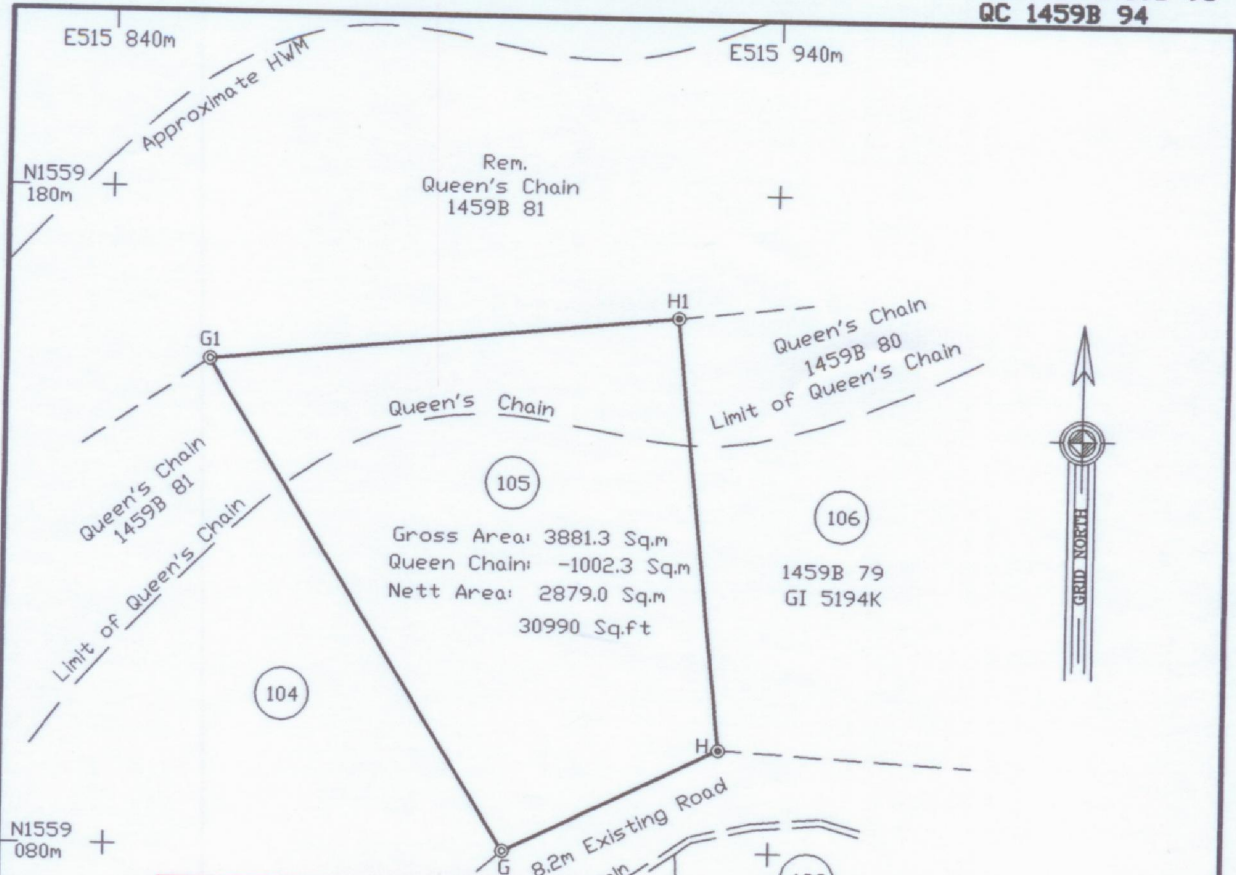 QC 1459B 94
E515 840m
E515 940m
Approximate HWM
N1559
180m
Rem.
Queen's Chain
1459B 81
H1
G1
Queen's Chain
1459B 80
Limit of Queen's Chain
Queen's Chain
Queen's Chain
1459B 81
Limit of Queen's Chain
105
Gross Area: 3881.3 Sq.m
Queen Chain: -1002.3 Sq.m
Nett Area: 2879.0 Sq.m
30990 Sq.ft
106
1459B 79
GI 5194K
GRID NORTH
104
H
8.2m Existing Road
N1559
080m
G